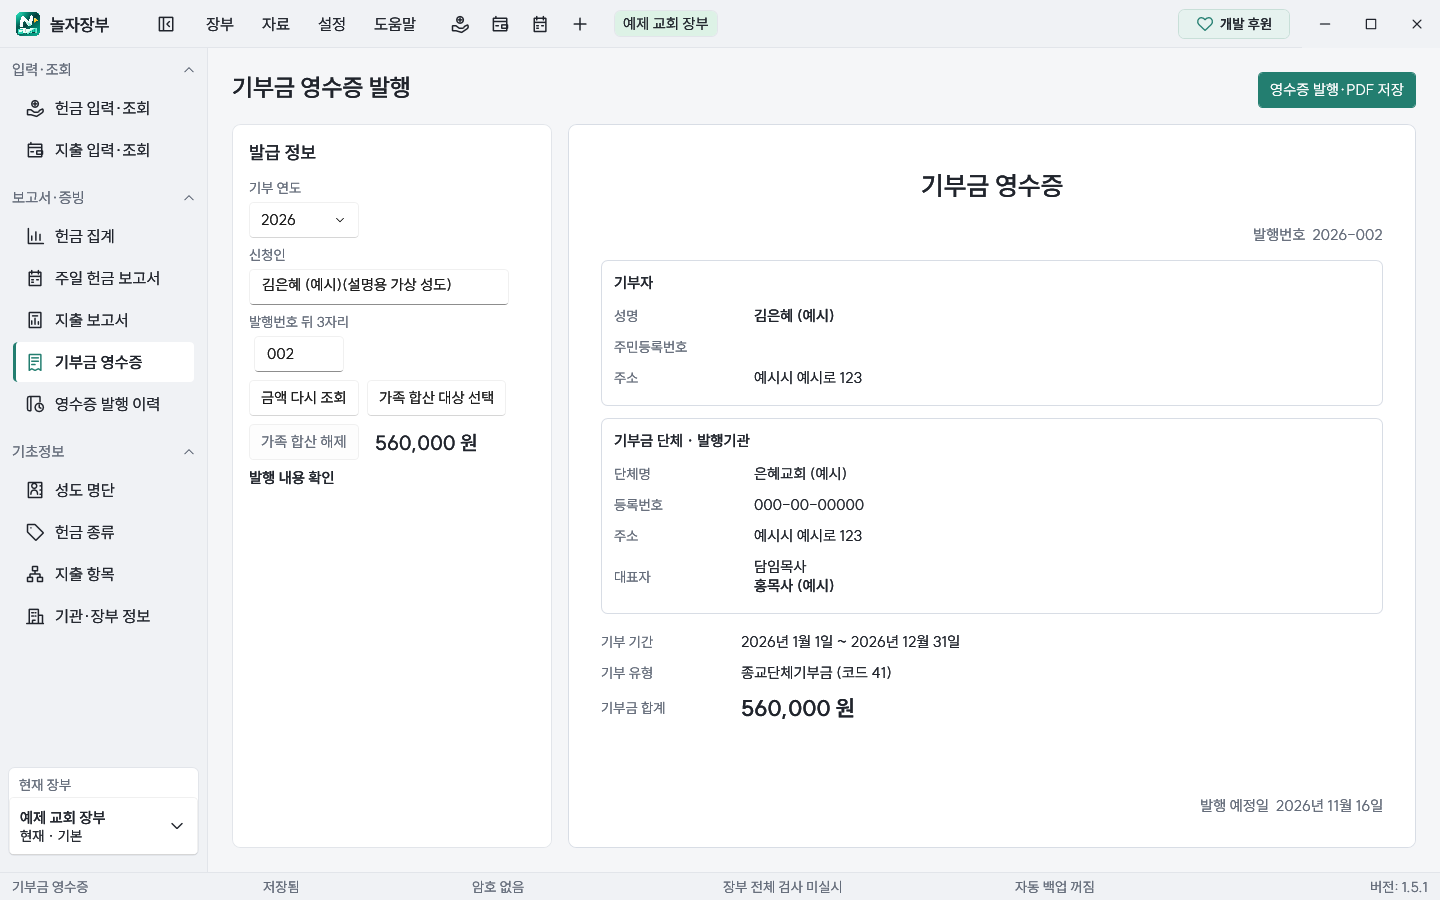 놀자장부
장부 자료 설정 도움말
예제 교회 장부
개발 후원
입력·조회
헌금 입력·조회
지출 입력·조회
보고서·증빙
헌금 집계
주일 헌금 보고서
지출 보고서
기부금 영수증
영수증 발행 이력
기초정보
성도 명단
헌금 종류
지출 항목
기관·장부 정보
현재 장부
예제 교회 장부
현재 · 기본
기부금 영수증 발행
영수증 발행·PDF 저장
발급 정보
기부 연도
2026
신청인
김은혜 (예시)(설명용 가상 성도)
발행번호 뒤 3자리
002
금액 다시 조회
가족 합산 대상 선택
가족 합산 해제
560,000 원
발행 내용 확인
기부금 영수증
발행번호 2026-002
기부자
성명 김은혜 (예시)
주민등록번호
주소 예시시 예시로 123
기부금 단체 · 발행기관
단체명 은혜교회 (예시)
등록번호 000-00-00000
주소 예시시 예시로 123
대표자 담임목사
홍목사 (예시)
기부 기간 2026년 1월 1일 ~ 2026년 12월 31일
기부 유형 종교단체기부금 (코드 41)
기부금 합계 560,000 원
발행 예정일 2026년 11월 16일
기부금 영수증 저장됨 암호 없음 장부 전체 검사 미실시 자동 백업 꺼짐 버전: 1.5.1